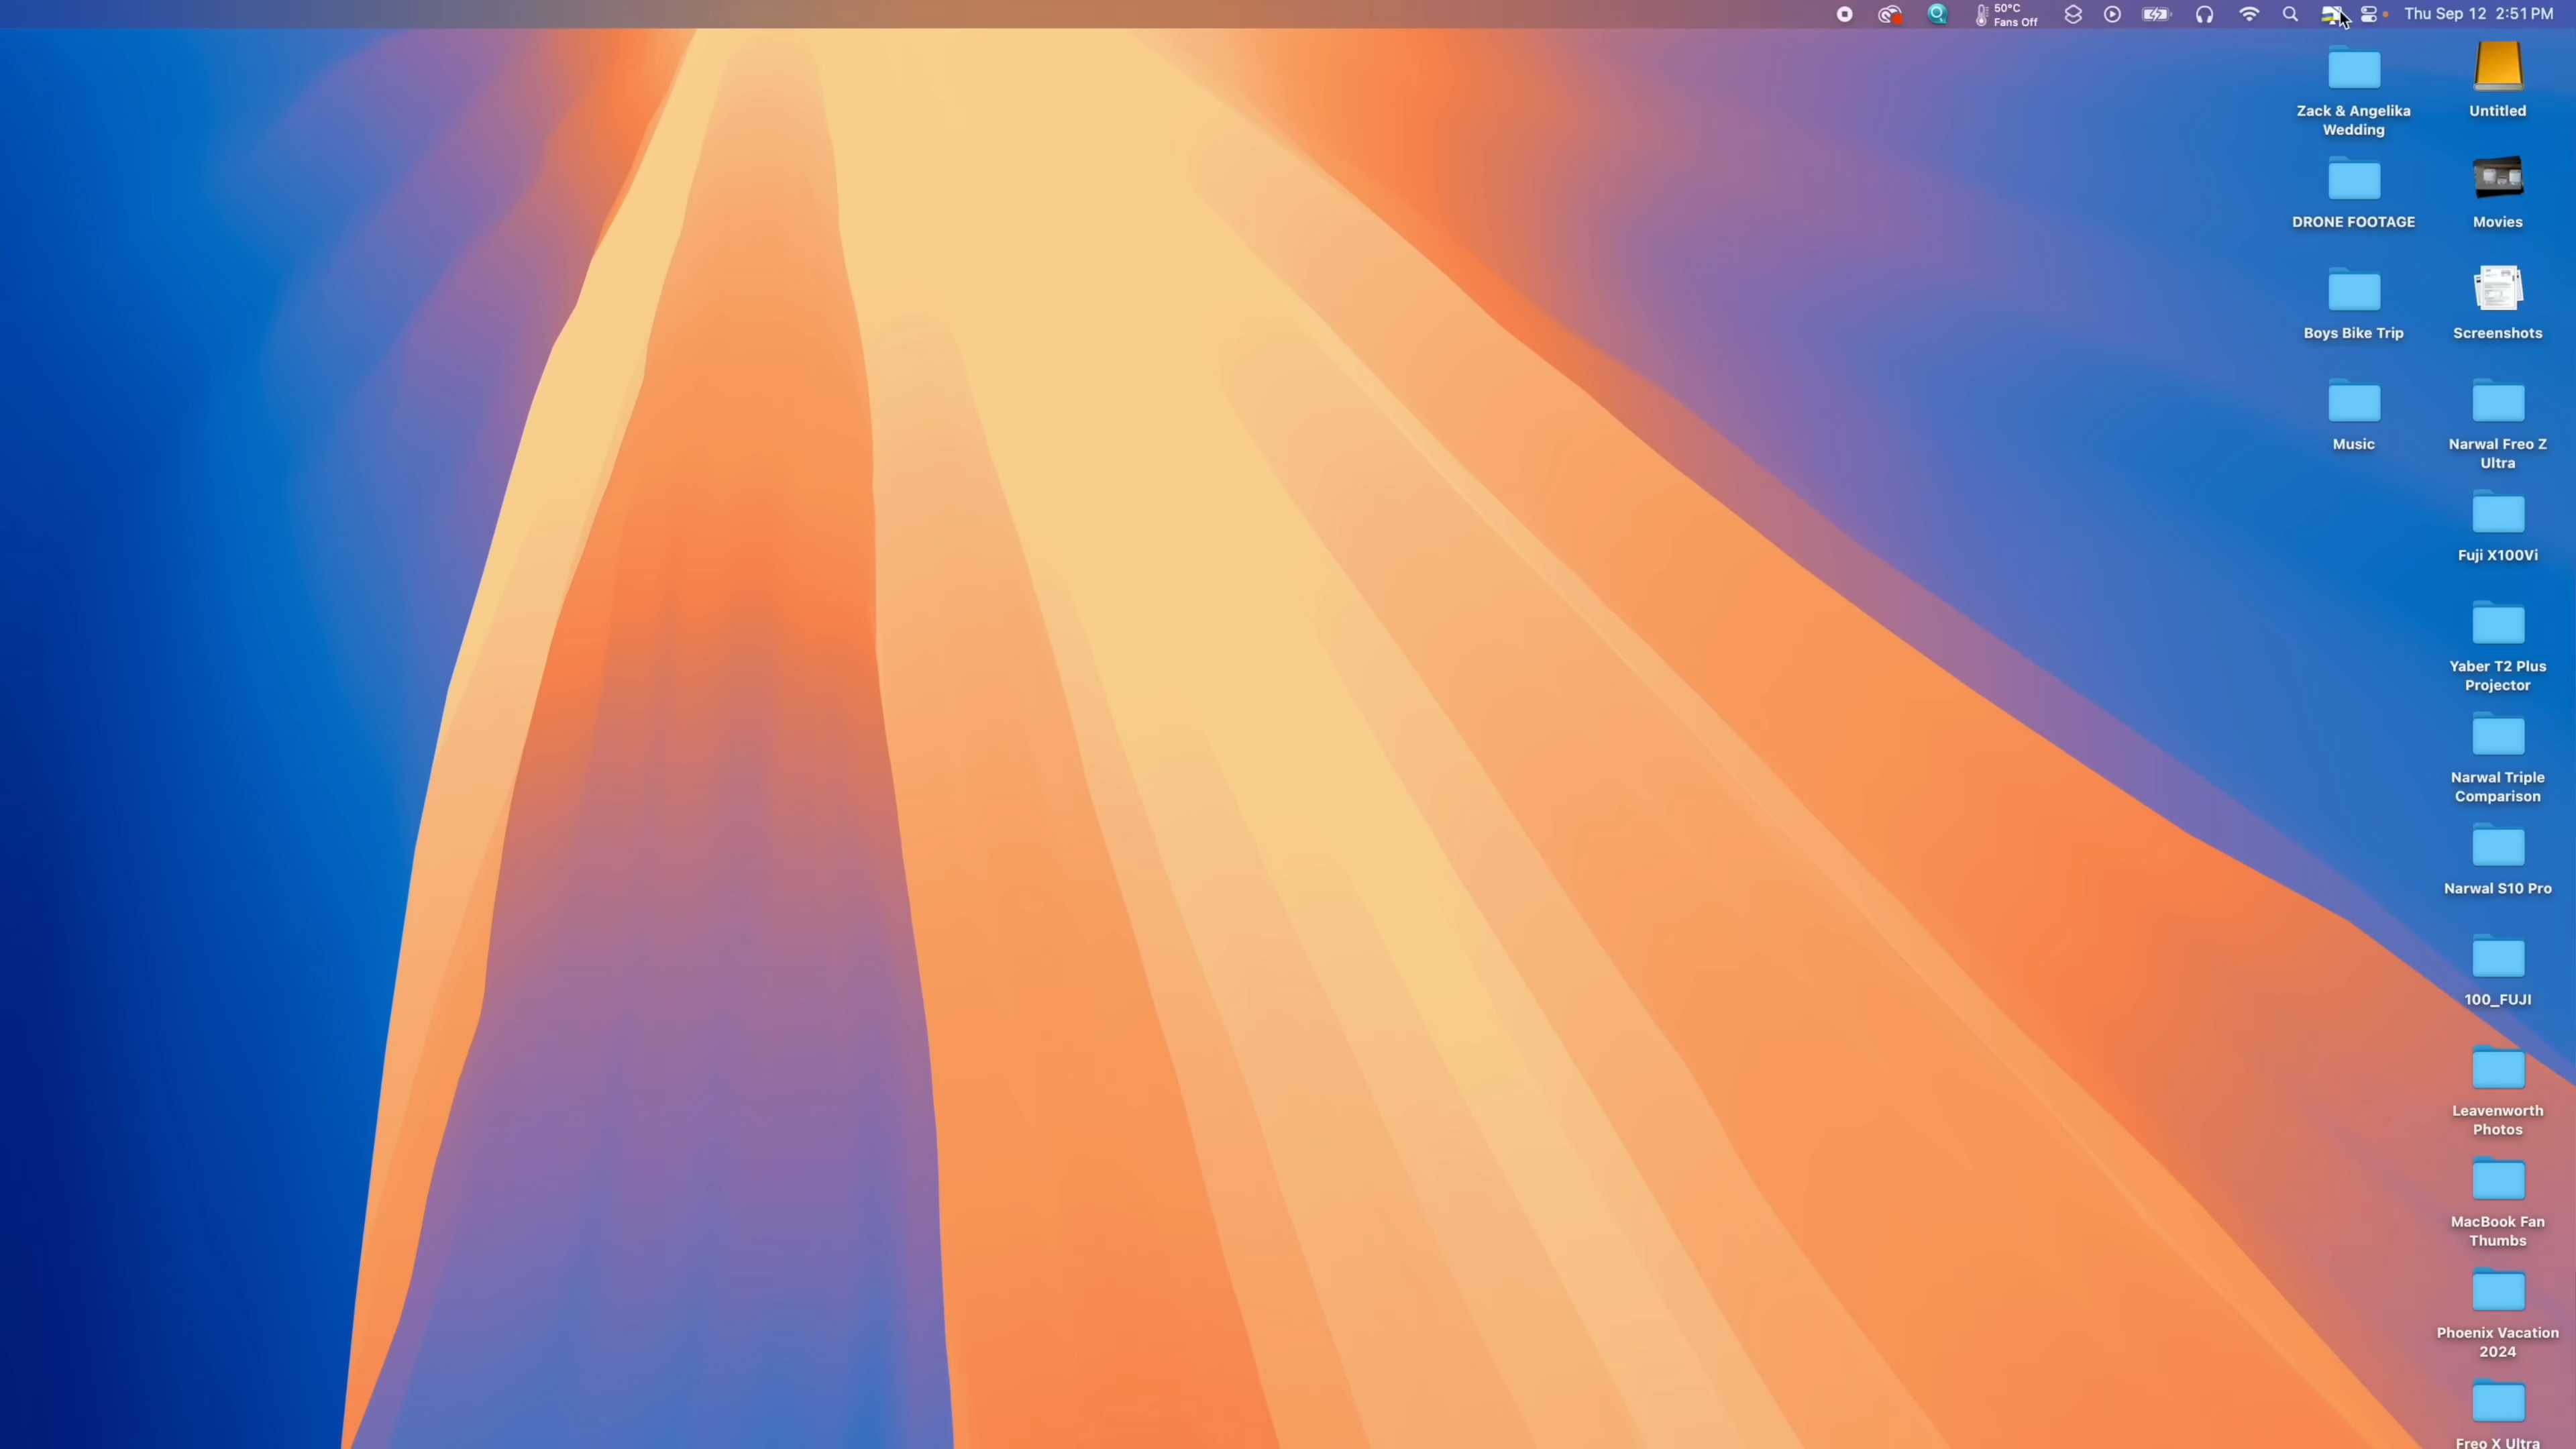 50°C
Fans Off
Thu Sep 12 2:51 PM
Zack & Angelika
Wedding
Untitled
DRONE FOOTAGE
Movies
Boys Bike Trip
Screenshots
Music
Narwal Freo Z
Ultra
Fuji X100Vi
Yaber T2 Plus
Projector
Narwal Triple
Comparison
Narwal S10 Pro
100_FUJI
Leavenworth
Photos
MacBook Fan
Thumbs
Phoenix Vacation
2024
Freo X Ultra